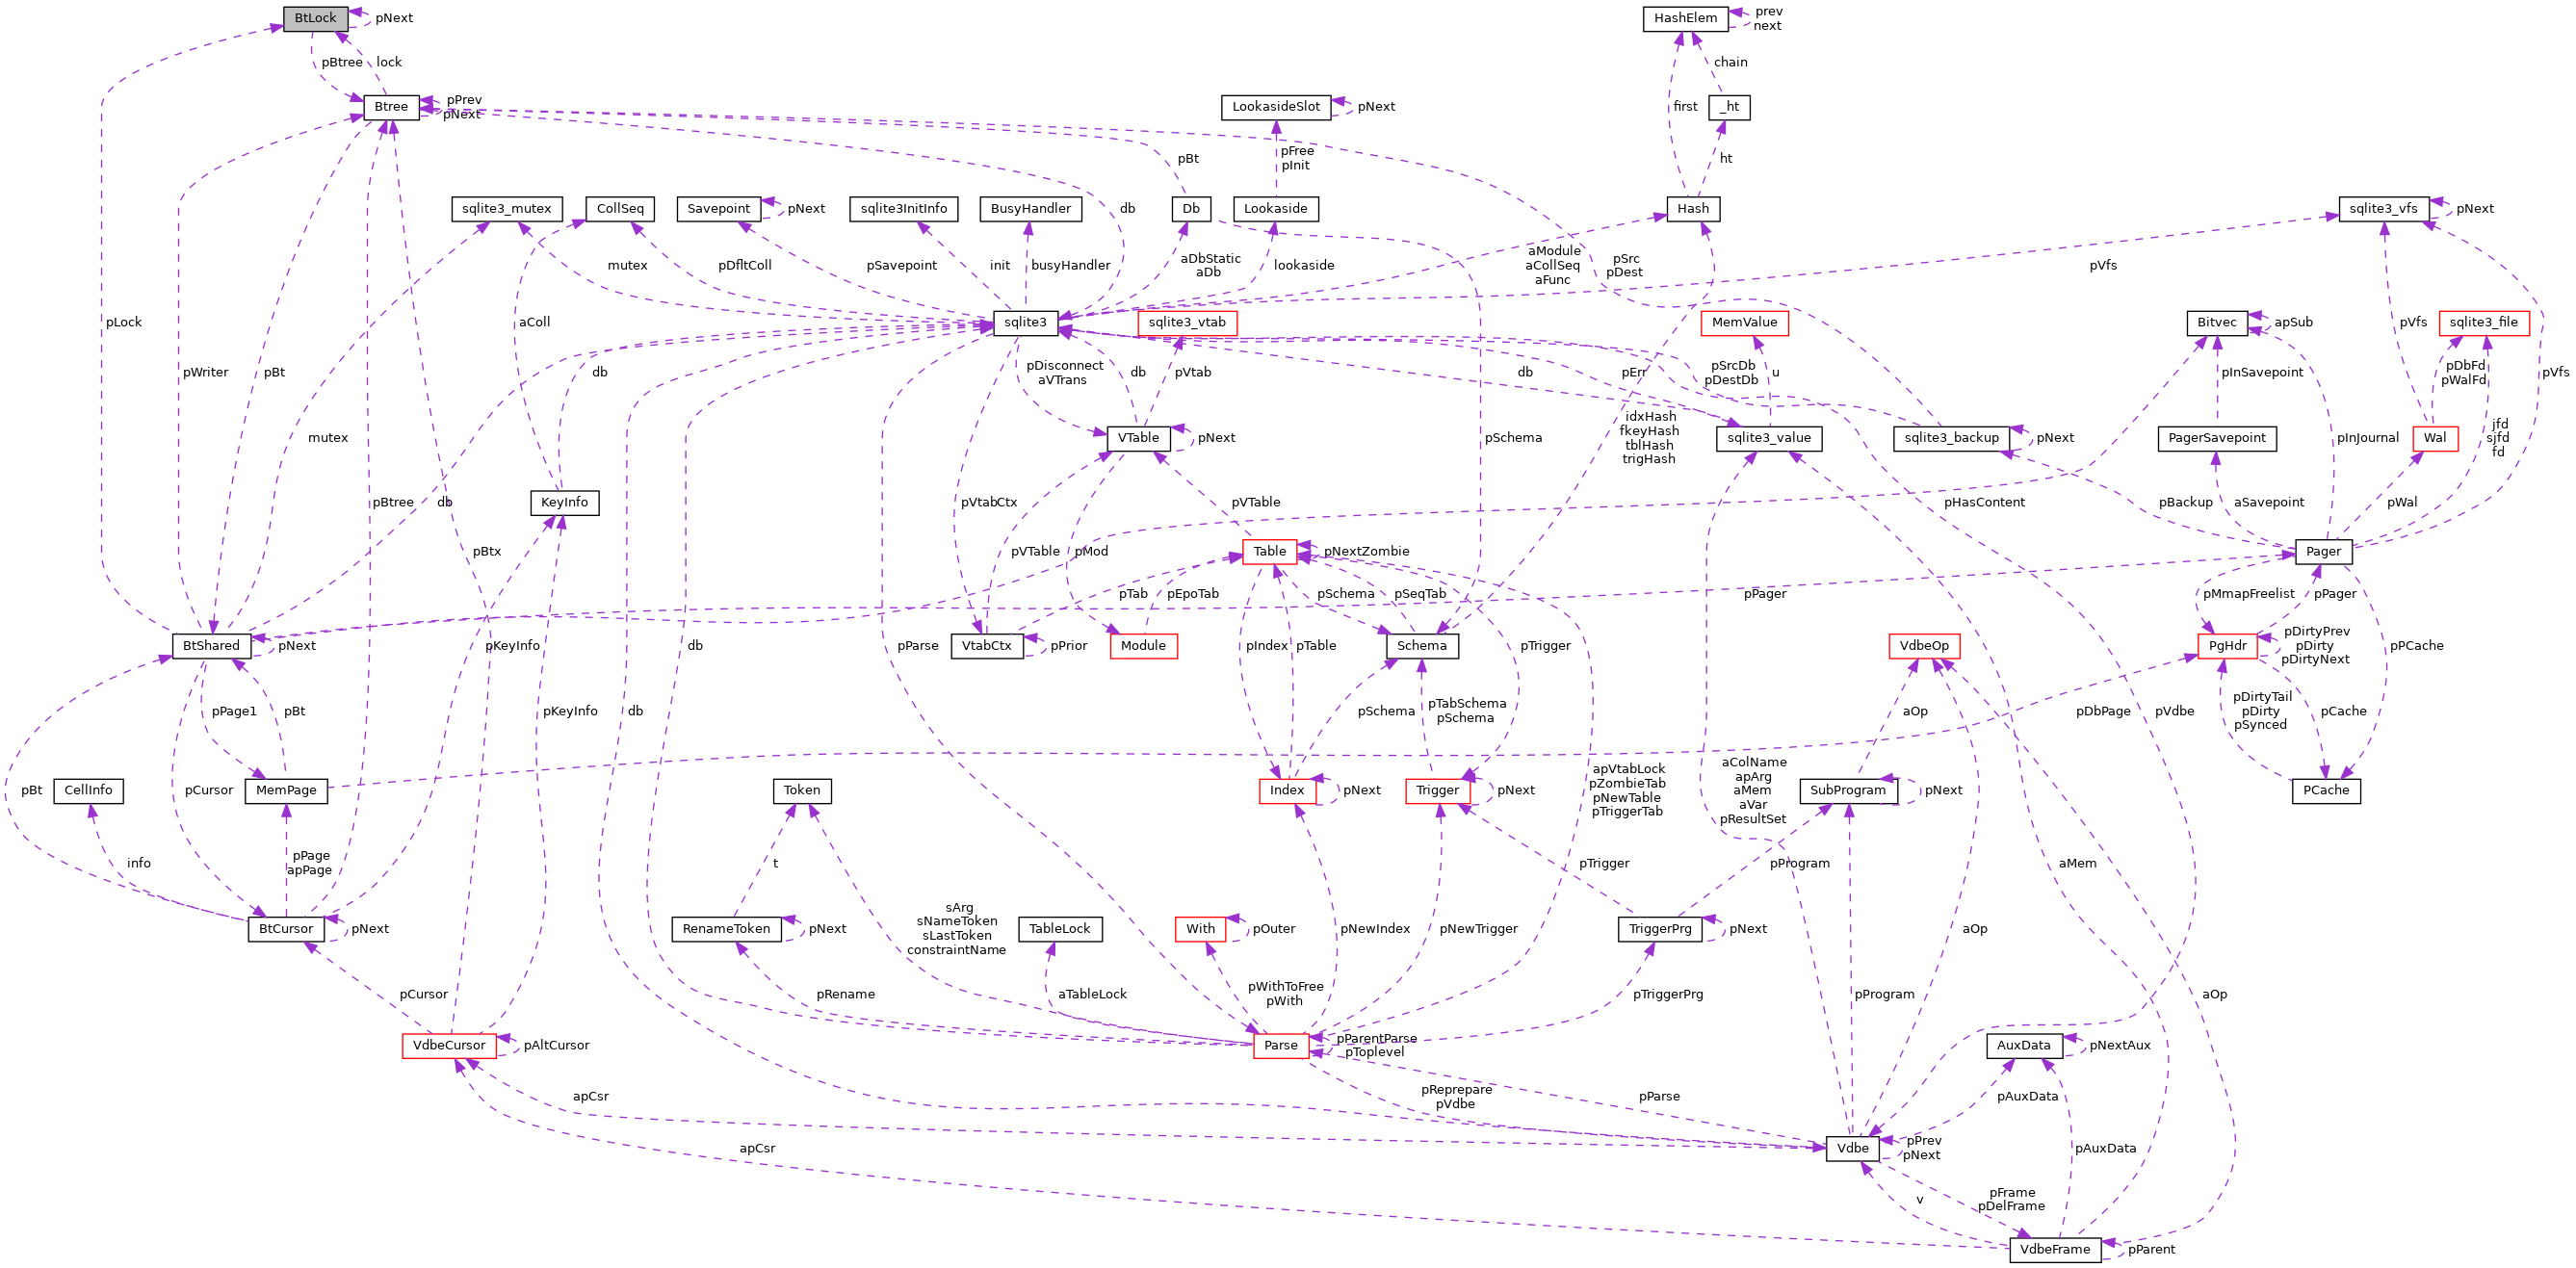 BtLock
pNext
HashElem
prev
next
pBtree
lock
chain
Btree
pPrev
pNext
LookasideSlot
pNext
first
_ht
pBt
pFree
pInit
ht
sqlite3_mutex
CollSeq
Savepoint
pNext
sqlite3InitInfo
BusyHandler
db
Db
Lookaside
Hash
sqlite3_vfs
pNext
mutex
pDfltColl
pSavepoint
init
busyHandler
aDbStatic
aDb
lookaside
aModule
aCollSeq
aFunc
pSrc
pDest
pVfs
pLock
aColl
sqlite3
sqlite3_vtab
MemValue
Bitvec
apSub
pVfs
sqlite3_file
pWriter
pBt
db
pDisconnect
aVTrans
db
pVtab
db
pErr
pSrcDb
pDestDb
u
pInSavepoint
pDbFd
pWalFd
pVfs
mutex
VTable
pNext
pSchema
idxHash
fkeyHash
tblHash
trigHash
sqlite3_value
sqlite3_backup
pNext
PagerSavepoint
pInJournal
Wal
jfd
sjfd
fd
pBtree
db
KeyInfo
pVtabCtx
pVTable
pHasContent
pBackup
aSavepoint
pWal
pBtx
pVTable
pMod
Table
pNextZombie
Pager
pTab
pEpoTab
pSchema
pSeqTab
pPager
pMmapFreelist
pPager
BtShared
pNext
pKeyInfo
db
pParse
VtabCtx
pPrior
Module
pIndex
pTable
Schema
pTrigger
VdbeOp
PgHdr
pDirtyPrev
pDirty
pDirtyNext
pPCache
pPage1
pBt
pKeyInfo
db
pSchema
pTabSchema
pSchema
aOp
pDbPage
pVdbe
pDirtyTail
pDirty
pSynced
pCache
pBt
CellInfo
pCursor
MemPage
Token
Index
pNext
Trigger
pNext
apVtabLock
pZombieTab
pNewTable
pTriggerTab
aColName
apArg
aMem
aVar
pResultSet
SubProgram
pNext
PCache
info
pPage
apPage
t
pTrigger
pProgram
aMem
BtCursor
pNext
RenameToken
pNext
sArg
sNameToken
sLastToken
constraintName
TableLock
With
pOuter
pNewIndex
pNewTrigger
TriggerPrg
pNext
aOp
pCursor
pRename
aTableLock
pWithToFree
pWith
pTriggerPrg
pProgram
aOp
VdbeCursor
pAltCursor
Parse
pParentParse
pToplevel
AuxData
pNextAux
apCsr
pReprepare
pVdbe
pParse
pAuxData
apCsr
Vdbe
pPrev
pNext
pAuxData
v
pFrame
pDelFrame
VdbeFrame
pParent